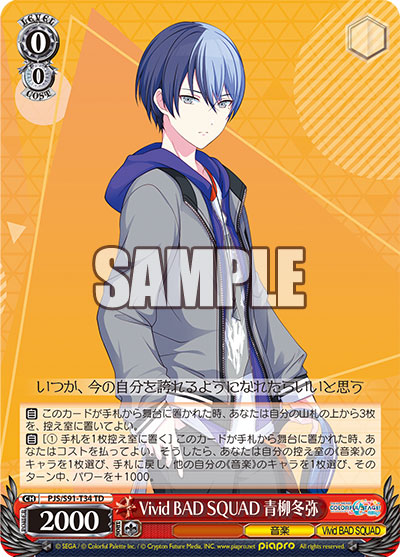 LEVEL
0
0
COST
SAMPLE
いつか、今の自分を誇れるようになれたらいいと思う
自 このカードが手札から舞台に置かれた時、あなたは自分の山札の上から3枚
を、控え室に置いてよい。
自 [① 手札を1枚控え室に置く] このカードが手札から舞台に置かれた時、あ
なたはコストを払ってよい。そうしたら、あなたは自分の控え室の《音楽》の
キャラを1枚選び、手札に戻し、他の自分の《音楽》のキャラを1枚選び、その
ターン中、パワーを+1000。
CH PJS/S91-T34 TD
POWER 2000
Vivid BAD SQUAD 青柳冬弥
音楽 Vivid BAD SQUAD
© SEGA / © Colorful Palette Inc. / © Crypton Future Media, INC. www.piapro.net piapro All rights reserved.